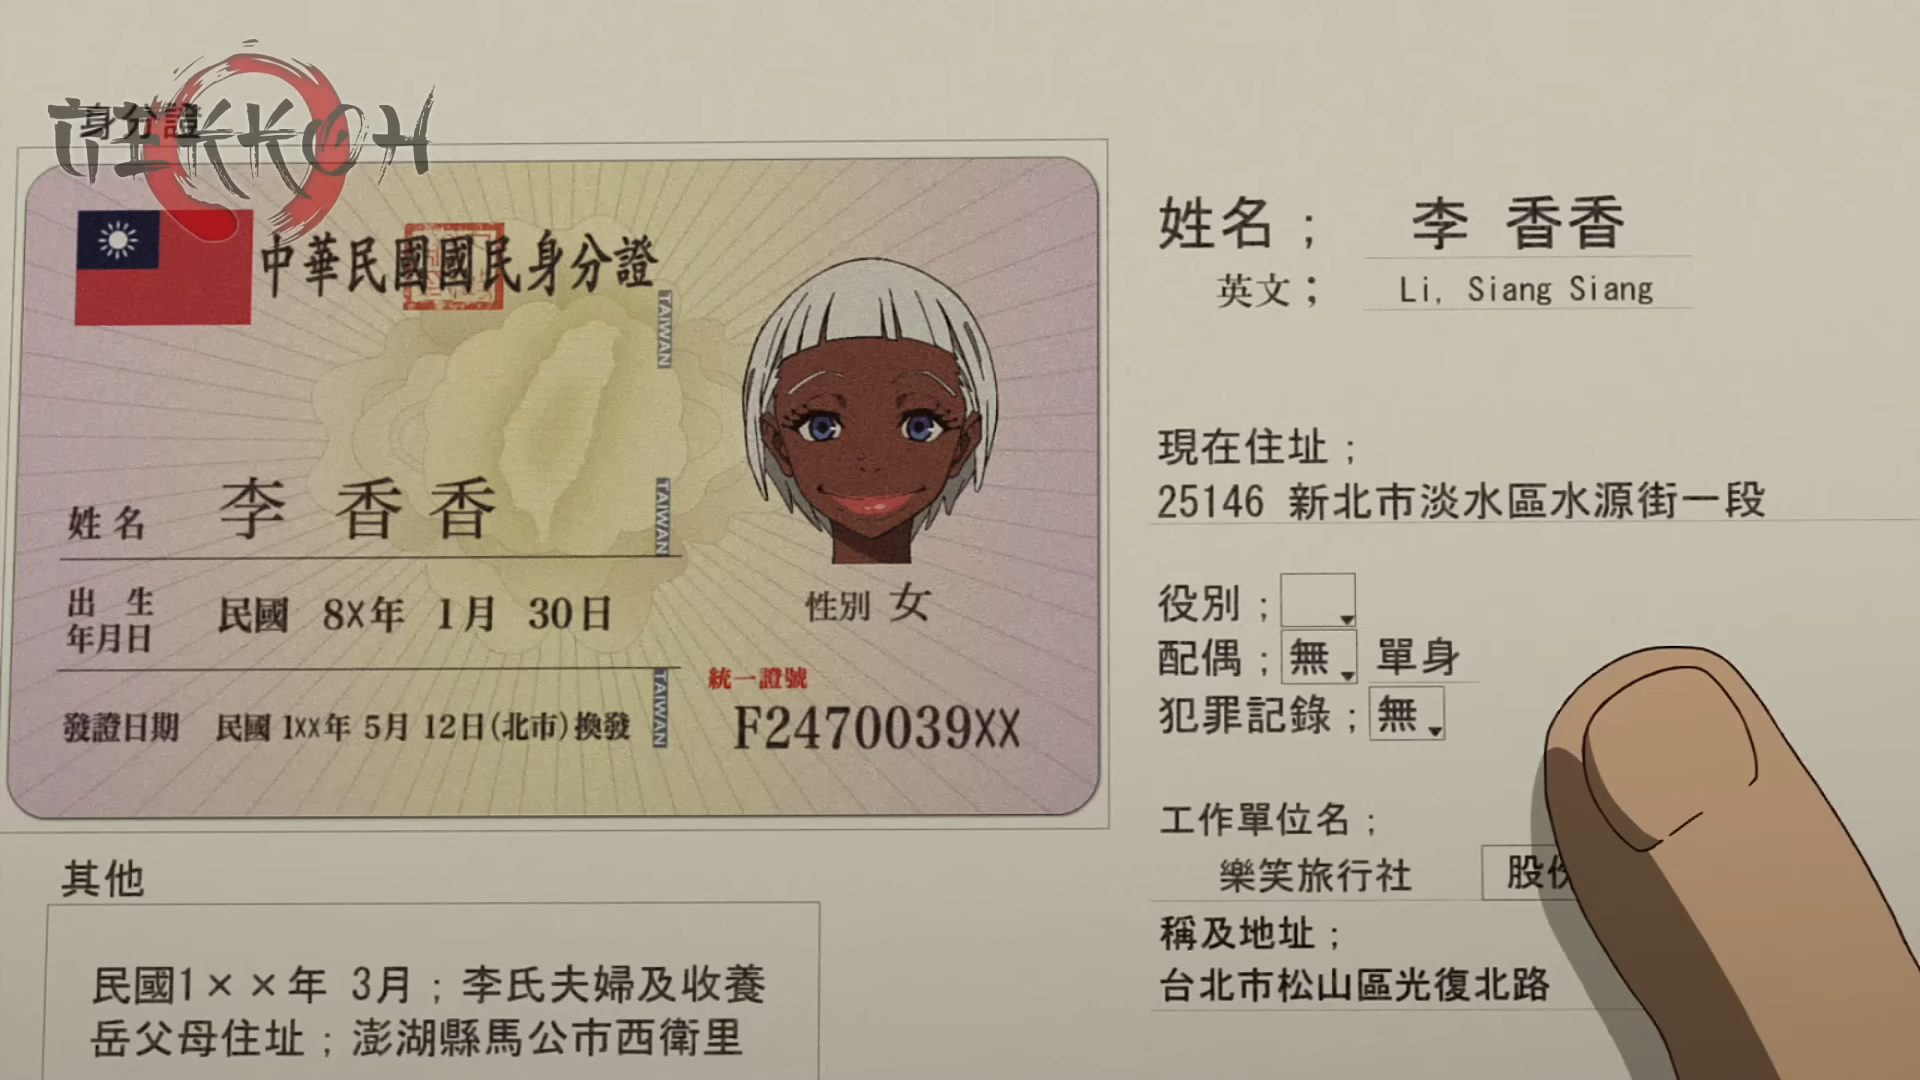 身分證
TEKKOH
中華民國國民身分證
TAIWAN
TAIWAN
TAIWAN
姓名 李 香香
出生年月日 民國 8X年 1月 30日
性別 女
發證日期 民國 1xx年 5月 12日(北市)換發
統一證號
F2470039XX
其他
民國1××年 3月;李氏夫婦及收養
岳父母住址;澎湖縣馬公市西衛里
姓名; 李 香香
英文; Li, Siang Siang
現在住址;
25146 新北市淡水區水源街一段
役別;
配偶;無 單身
犯罪記錄;無
工作單位名;
樂笑旅行社 股份
稱及地址;
台北市松山區光復北路